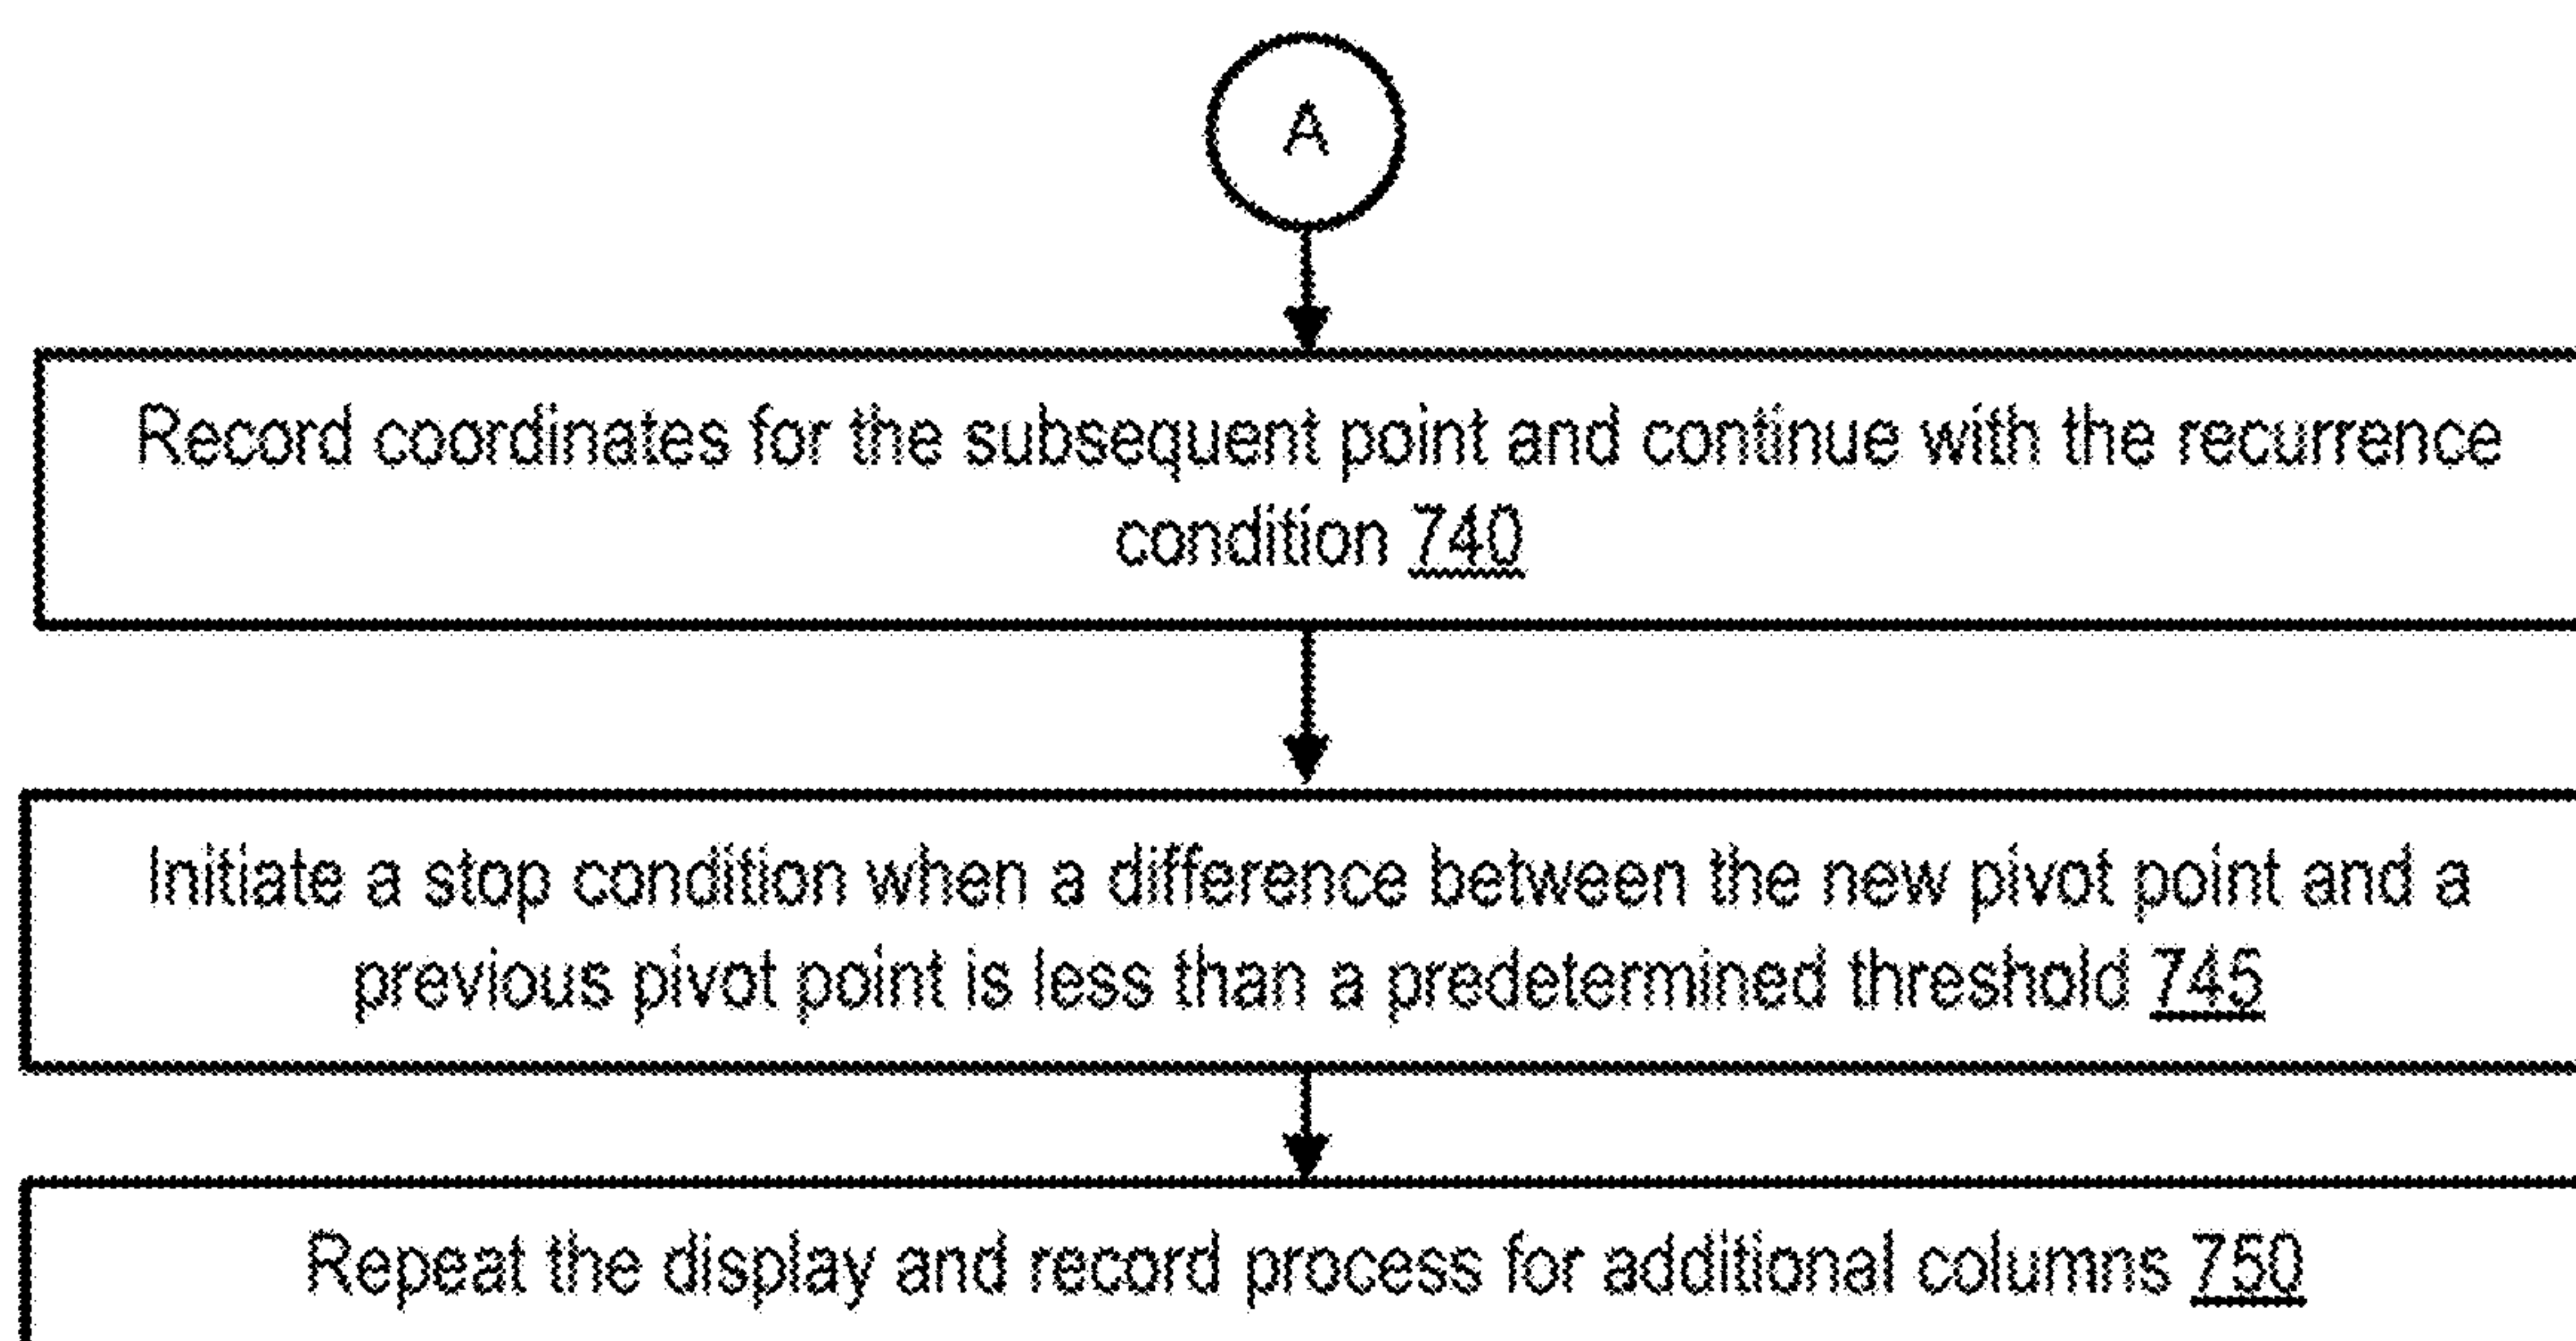 A
Record coordinates for the subsequent point and continue with the recurrence
condition 740
Initiate a stop condition when a difference between the new pivot point and a
previous pivot point is less than a predetermined threshold 745
Repeat the display and record process for additional columns 750